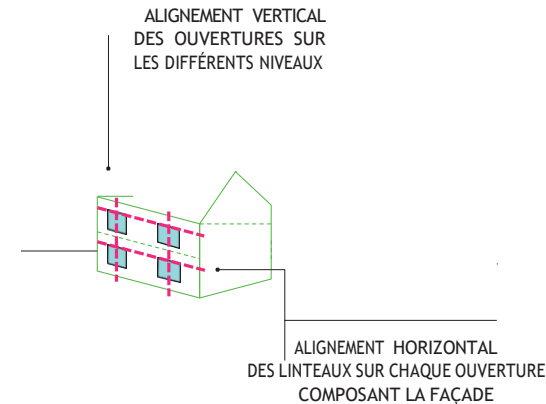 ALIGNEMENT VERTICAL
DES OUVERTURES SUR
LES DIFFÉRENTS NIVEAUX
ALIGNEMENT HORIZONTAL
DES LINTEAUX SUR CHAQUE OUVERTURE
COMPOSANT LA FAÇADE